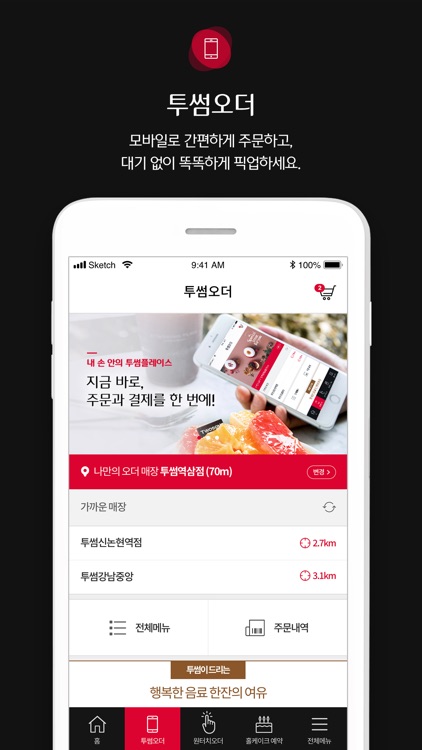 투썸오더
모바일로 간편하게 주문하고,
대기 없이 똑똑하게 픽업하세요.
Sketch 9:41 AM 100%
투썸오더 2
내 손 안의 투썸플레이스
지금 바로,
주문과 결제를 한 번에!
나만의 오더 매장 투썸역삼점 (70m) 변경 >
가까운 매장
투썸신논현역점 2.7km
투썸강남중앙 3.1km
전체메뉴 주문내역
투썸이 드리는
행복한 음료 한잔의 여유
홈 투썸오더 원터치오더 홀케이크 예약 전체메뉴